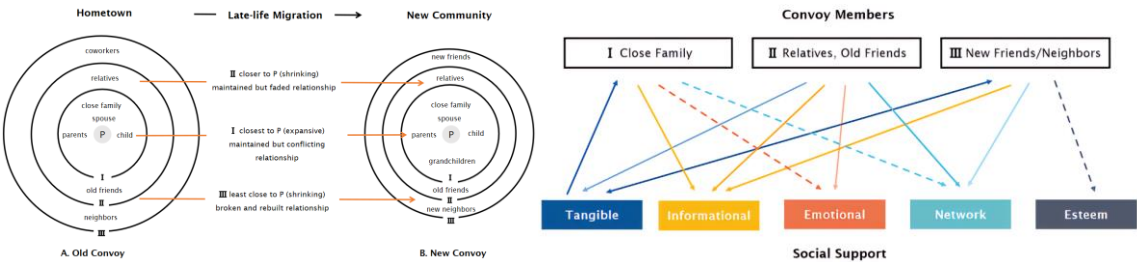 Hometown
Late-life Migration
New Community
coworkers
relatives
close family
spouse
parents P child
I
old friends
II
neighbors
III
A. Old Convoy
II closer to P (shrinking)
maintained but faded relationship
I closest to P (expansive)
maintained but conflicting
relationship
III least close to P (shrinking)
broken and rebuilt relationship
new friends
relatives
close family
spouse
parents P child
grandchildren
I
old friends
II
new neighbors
III
B. New Convoy
Convoy Members
I Close Family
II Relatives, Old Friends
III New Friends/Neighbors
Tangible
Informational
Emotional
Network
Esteem
Social Support